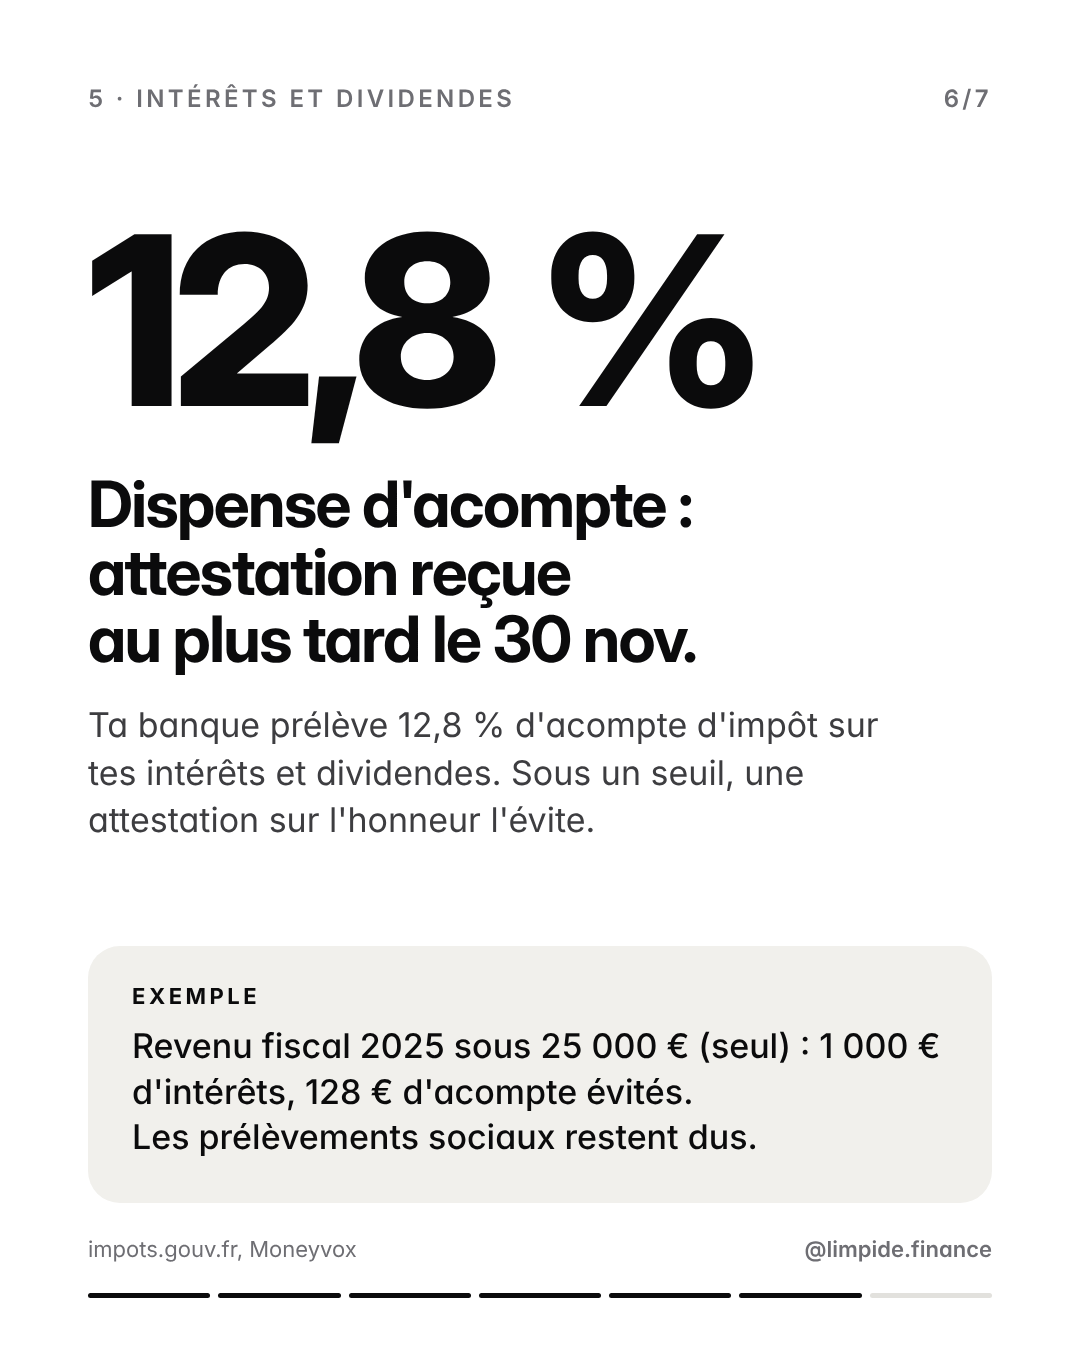 5 · INTÉRÊTS ET DIVIDENDES
6/7
12,8 %
Dispense d'acompte :
attestation reçue
au plus tard le 30 nov.
Ta banque prélève 12,8 % d'acompte d'impôt sur
tes intérêts et dividendes. Sous un seuil, une
attestation sur l'honneur l'évite.
EXEMPLE
Revenu fiscal 2025 sous 25 000 € (seul) : 1 000 €
d'intérêts, 128 € d'acompte évités.
Les prélèvements sociaux restent dus.
impots.gouv.fr, Moneyvox
@limpide.finance